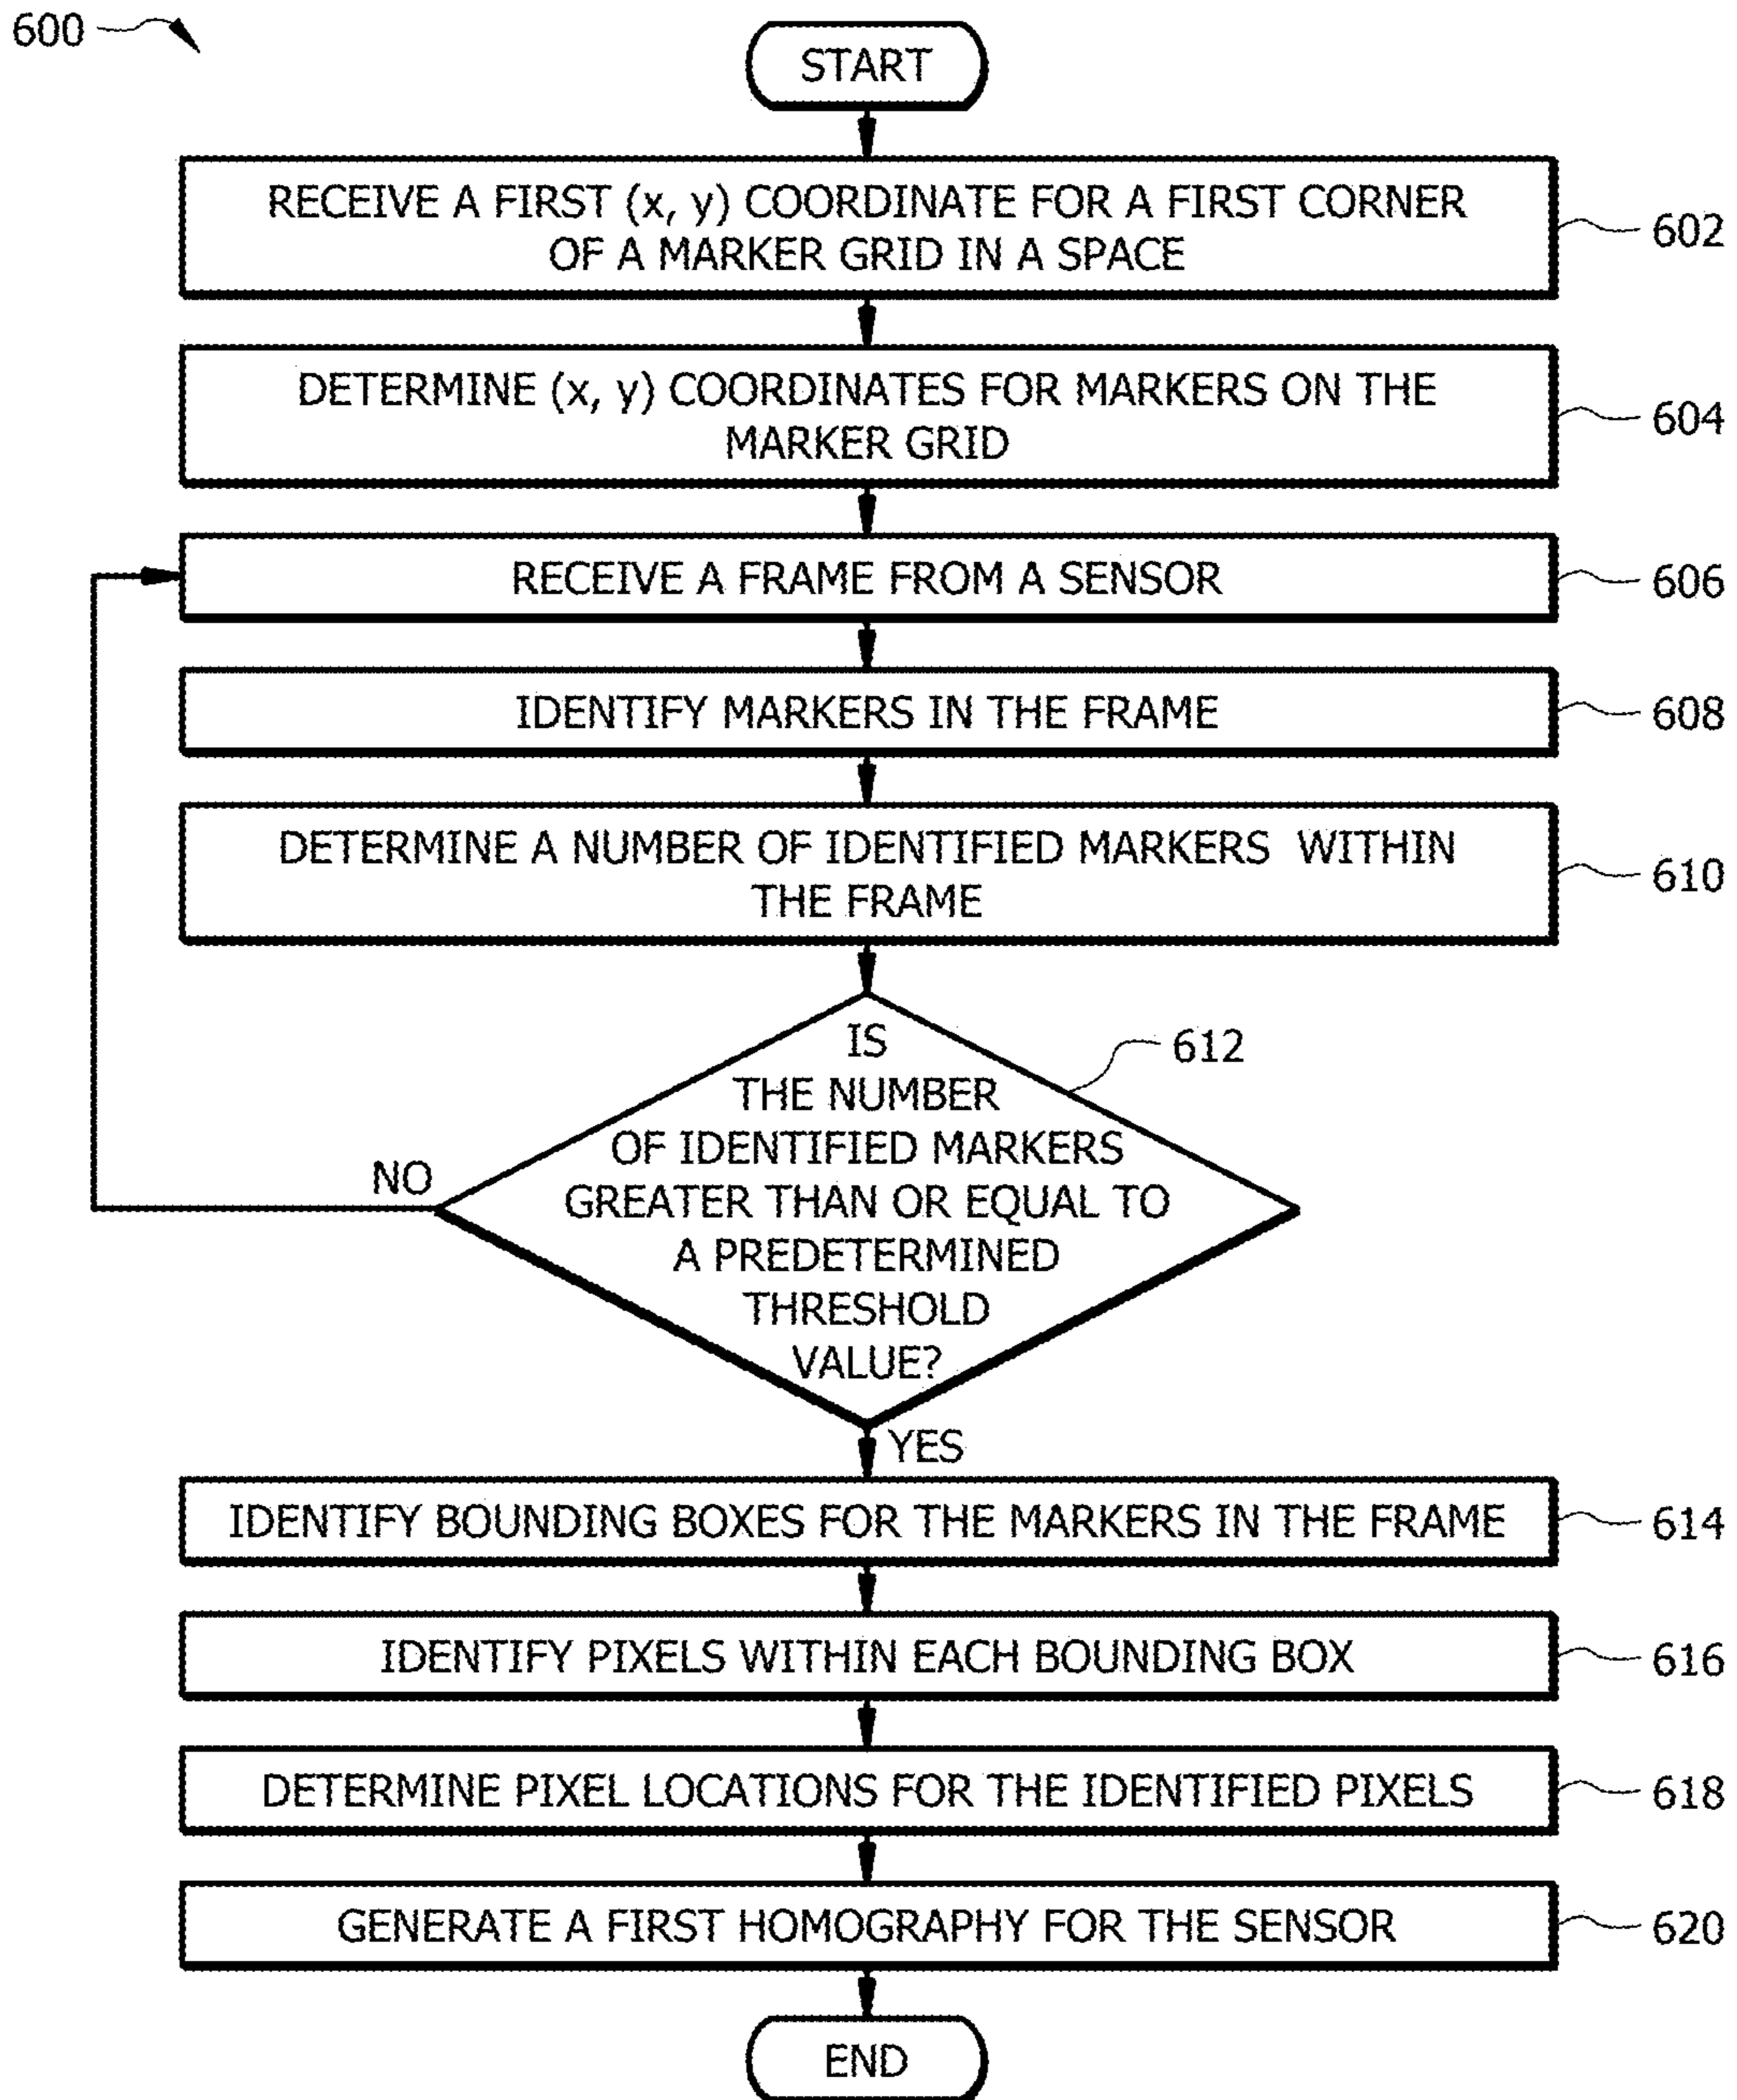 600
START
RECEIVE A FIRST (x, y) COORDINATE FOR A FIRST CORNER
OF A MARKER GRID IN A SPACE
602
DETERMINE (x, y) COORDINATES FOR MARKERS ON THE
MARKER GRID
604
RECEIVE A FRAME FROM A SENSOR
606
IDENTIFY MARKERS IN THE FRAME
608
DETERMINE A NUMBER OF IDENTIFIED MARKERS WITHIN
THE FRAME
610
IS
THE NUMBER
OF IDENTIFIED MARKERS
GREATER THAN OR EQUAL TO
A PREDETERMINED
THRESHOLD
VALUE?
612
NO
YES
IDENTIFY BOUNDING BOXES FOR THE MARKERS IN THE FRAME
614
IDENTIFY PIXELS WITHIN EACH BOUNDING BOX
616
DETERMINE PIXEL LOCATIONS FOR THE IDENTIFIED PIXELS
618
GENERATE A FIRST HOMOGRAPHY FOR THE SENSOR
620
END